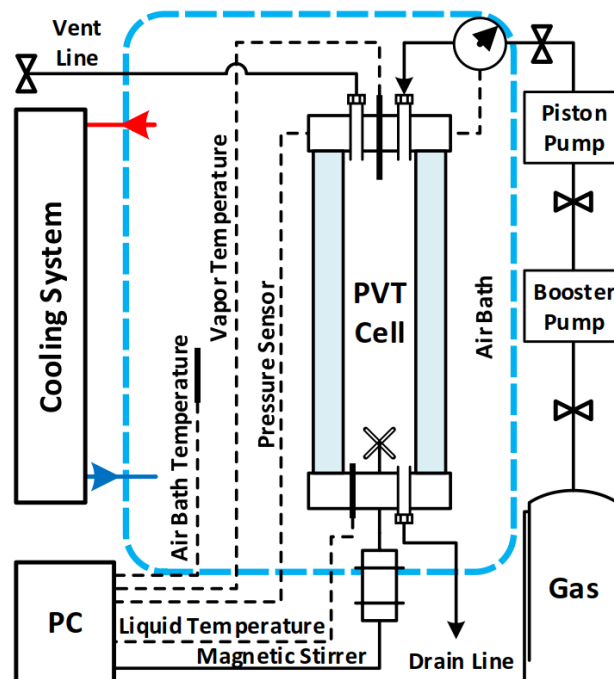 Vent
Line
Piston
Pump
Cooling System
Vapor Temperature
Pressure Sensor
Air Bath Temperature
PVT
Cell
Air Bath
Booster
Pump
PC
Liquid Temperature
Magnetic Stirrer
Drain Line
Gas